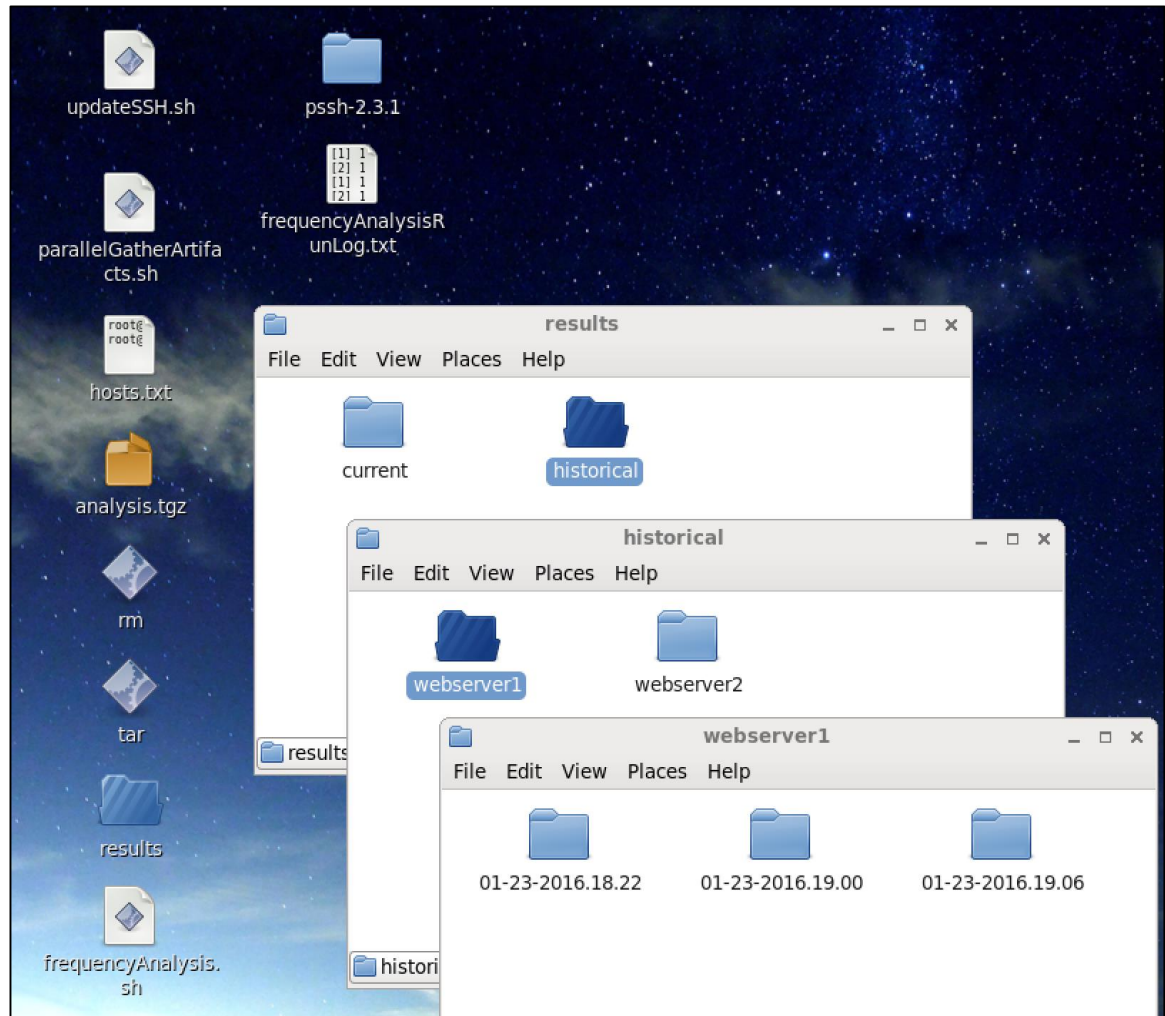 updateSSH.sh
pssh-2.3.1
[1] 1
[2] 1
[1] 1
[2] 1
frequencyAnalysisR
unLog.txt
parallelGatherArtifa
cts.sh
root@
root@
hosts.txt
analysis.tgz
rm
tar
results
frequencyAnalysis.
sh
results
File Edit View Places Help
current
historical
results
historical
File Edit View Places Help
webserver1
webserver2
histori
webserver1
File Edit View Places Help
01-23-2016.18.22
01-23-2016.19.00
01-23-2016.19.06